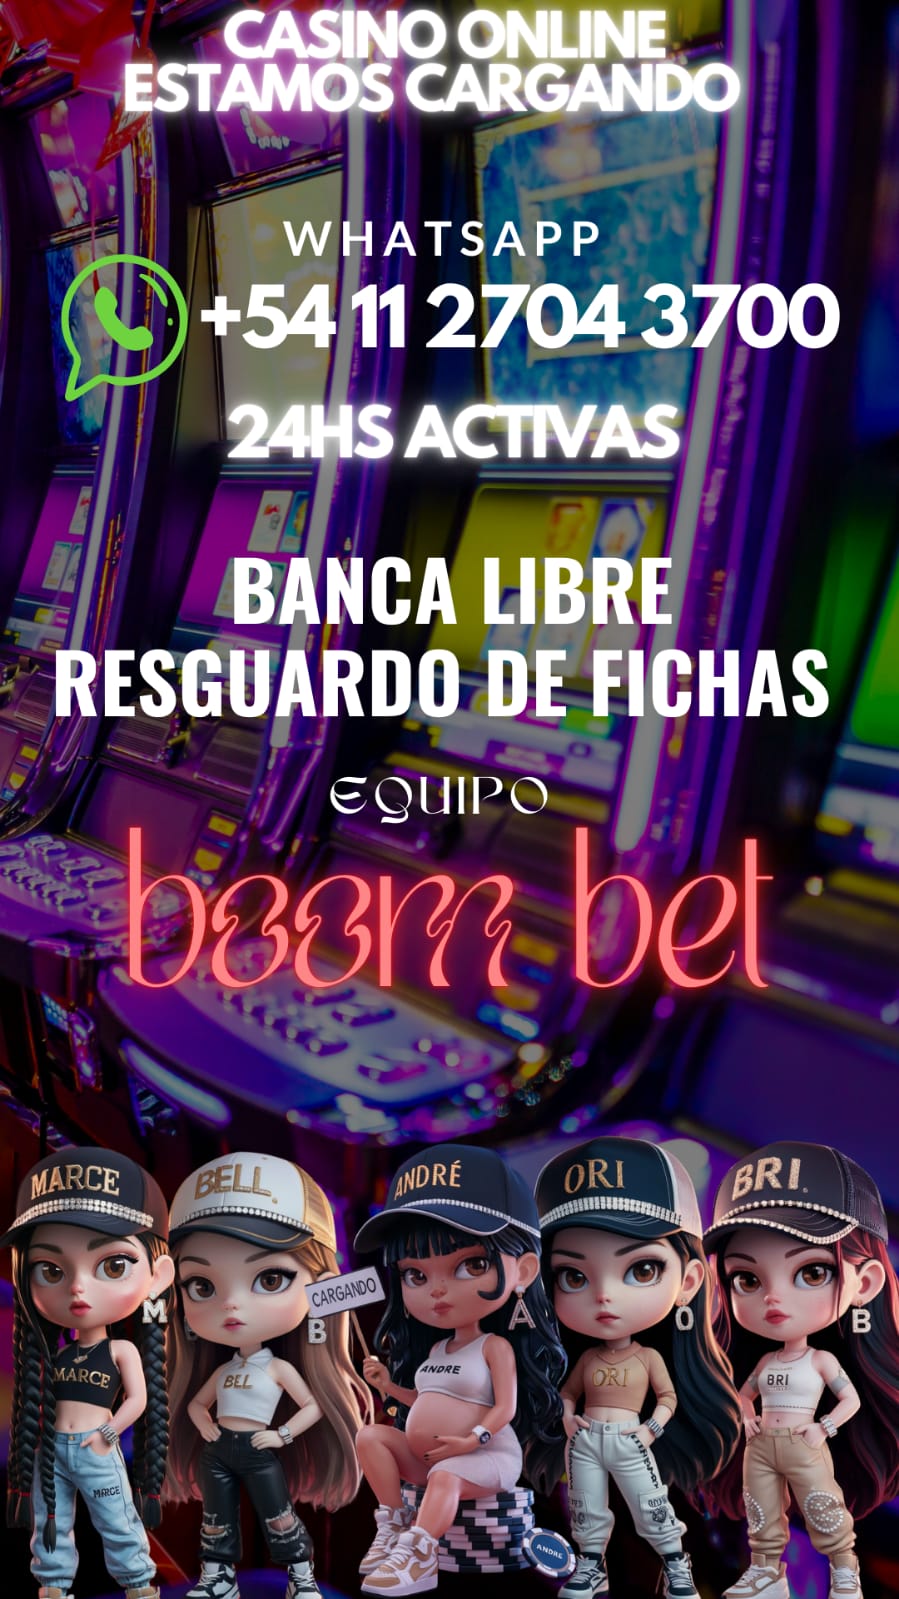 CASINO ONLINE
ESTAMOS CARGANDO
WHATSAPP
+54 11 2704 3700
24HS ACTIVAS
BANCA LIBRE
RESGUARDO DE FICHAS
EQUIPO
boom bet
MARCE
BELL.
ANDRÉ
ORI
BRI.
CARGANDO
M
B
A
O
B
MARCE
BEL
ANDRE
ORI
BRI
MARCE
ANDRE